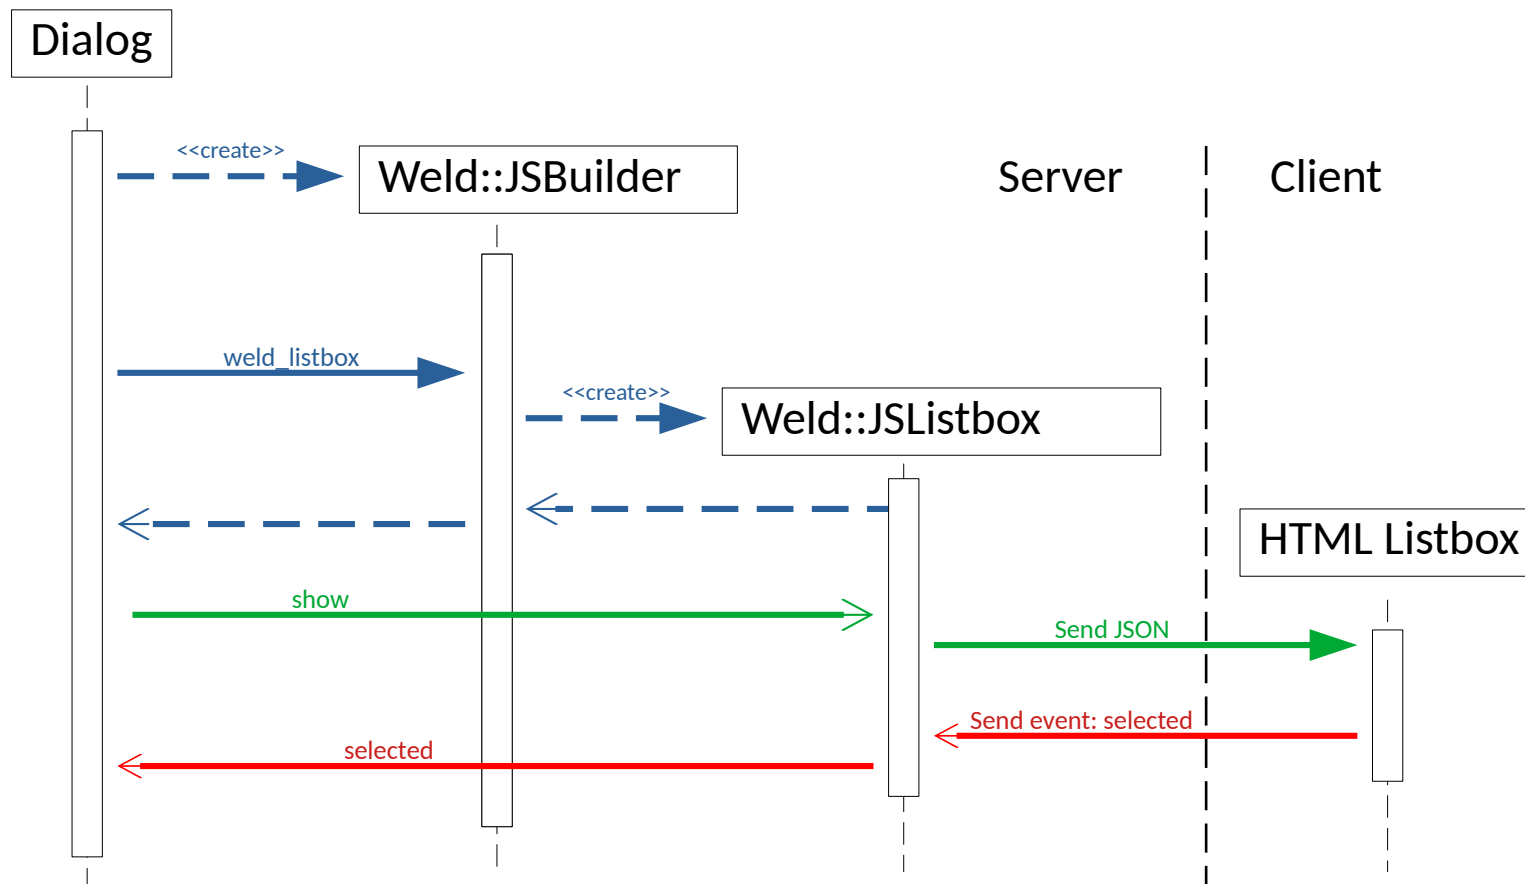 Dialog
<<create>>
Weld::JSBuilder
Server
Client
weld_listbox
<<create>>
Weld::JSListbox
HTML Listbox
show
Send JSON
Send event: selected
selected